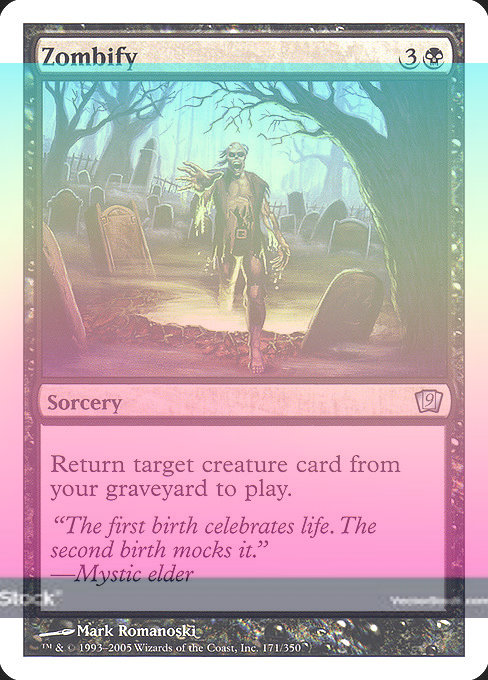 Zombify 3
Sorcery 9
Return target creature card from
your graveyard to play.
“The first birth celebrates life. The
second birth mocks it.”
—Mystic elder
Stock®
Mark Romanoski
™ & © 1993–2005 Wizards of the Coast, Inc. 171/350